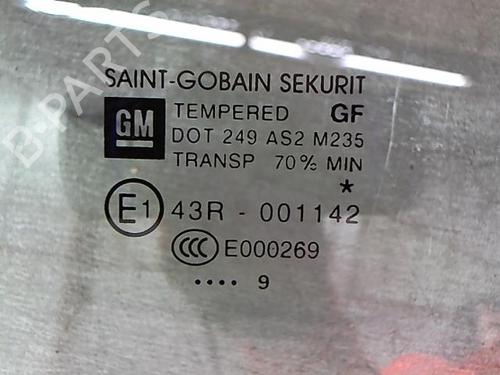 B-PARTS
SAINT-GOBAIN SEKURIT
GM TEMPERED GF
DOT 249 AS2 M235
TRANSP 70% MIN
*
E1 43R - 001142
CCC E000269
•••• 9